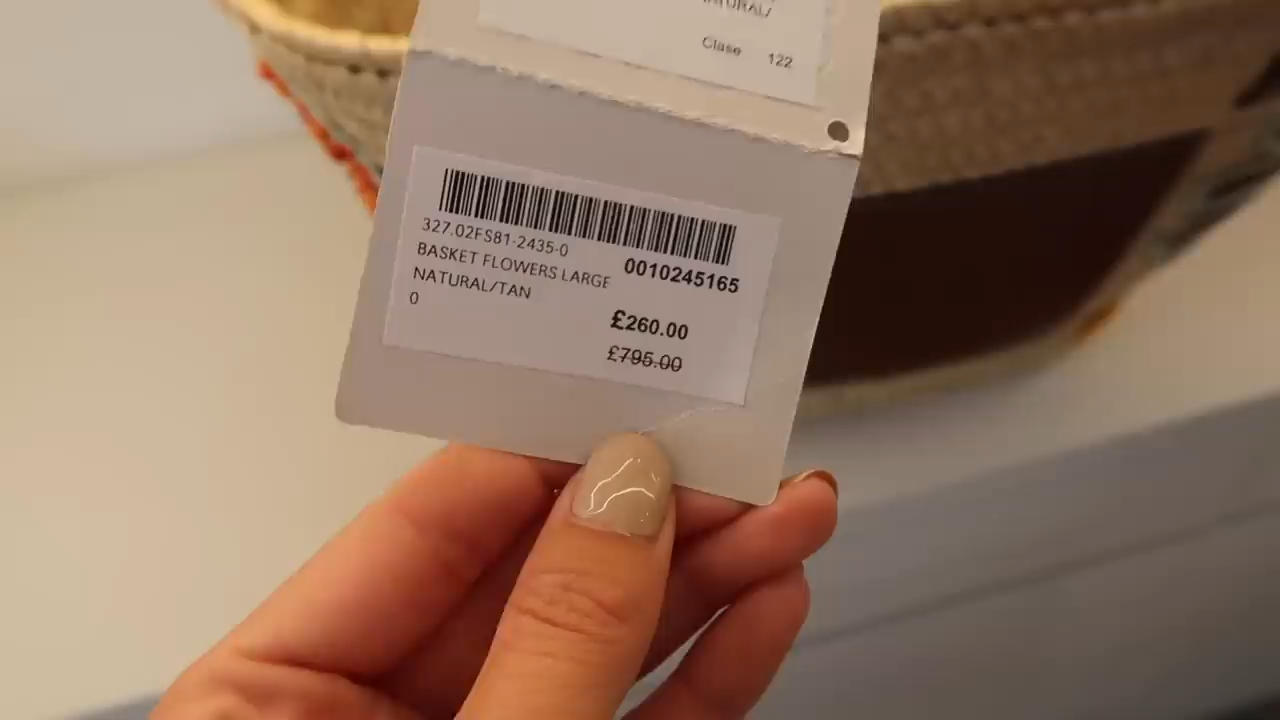 Clase 122
327.02FS81-2435-0
BASKET FLOWERS LARGE 0010245165
NATURAL/TAN
0
£260.00
£795.00